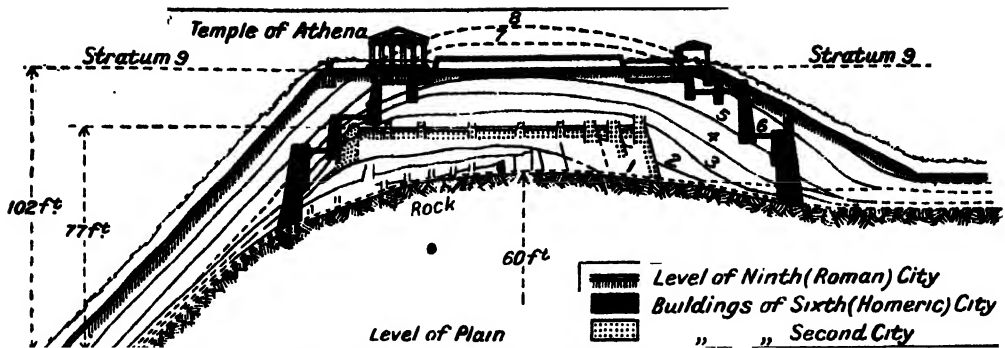 8
Temple of Athena
7
Stratum 9
Stratum 9
5
6
4
3
2
1
102 ft.
77 ft.
60 ft
Rock
Level of Ninth (Roman) City
Buildings of Sixth (Homeric) City
„ „ Second City
Level of Plain